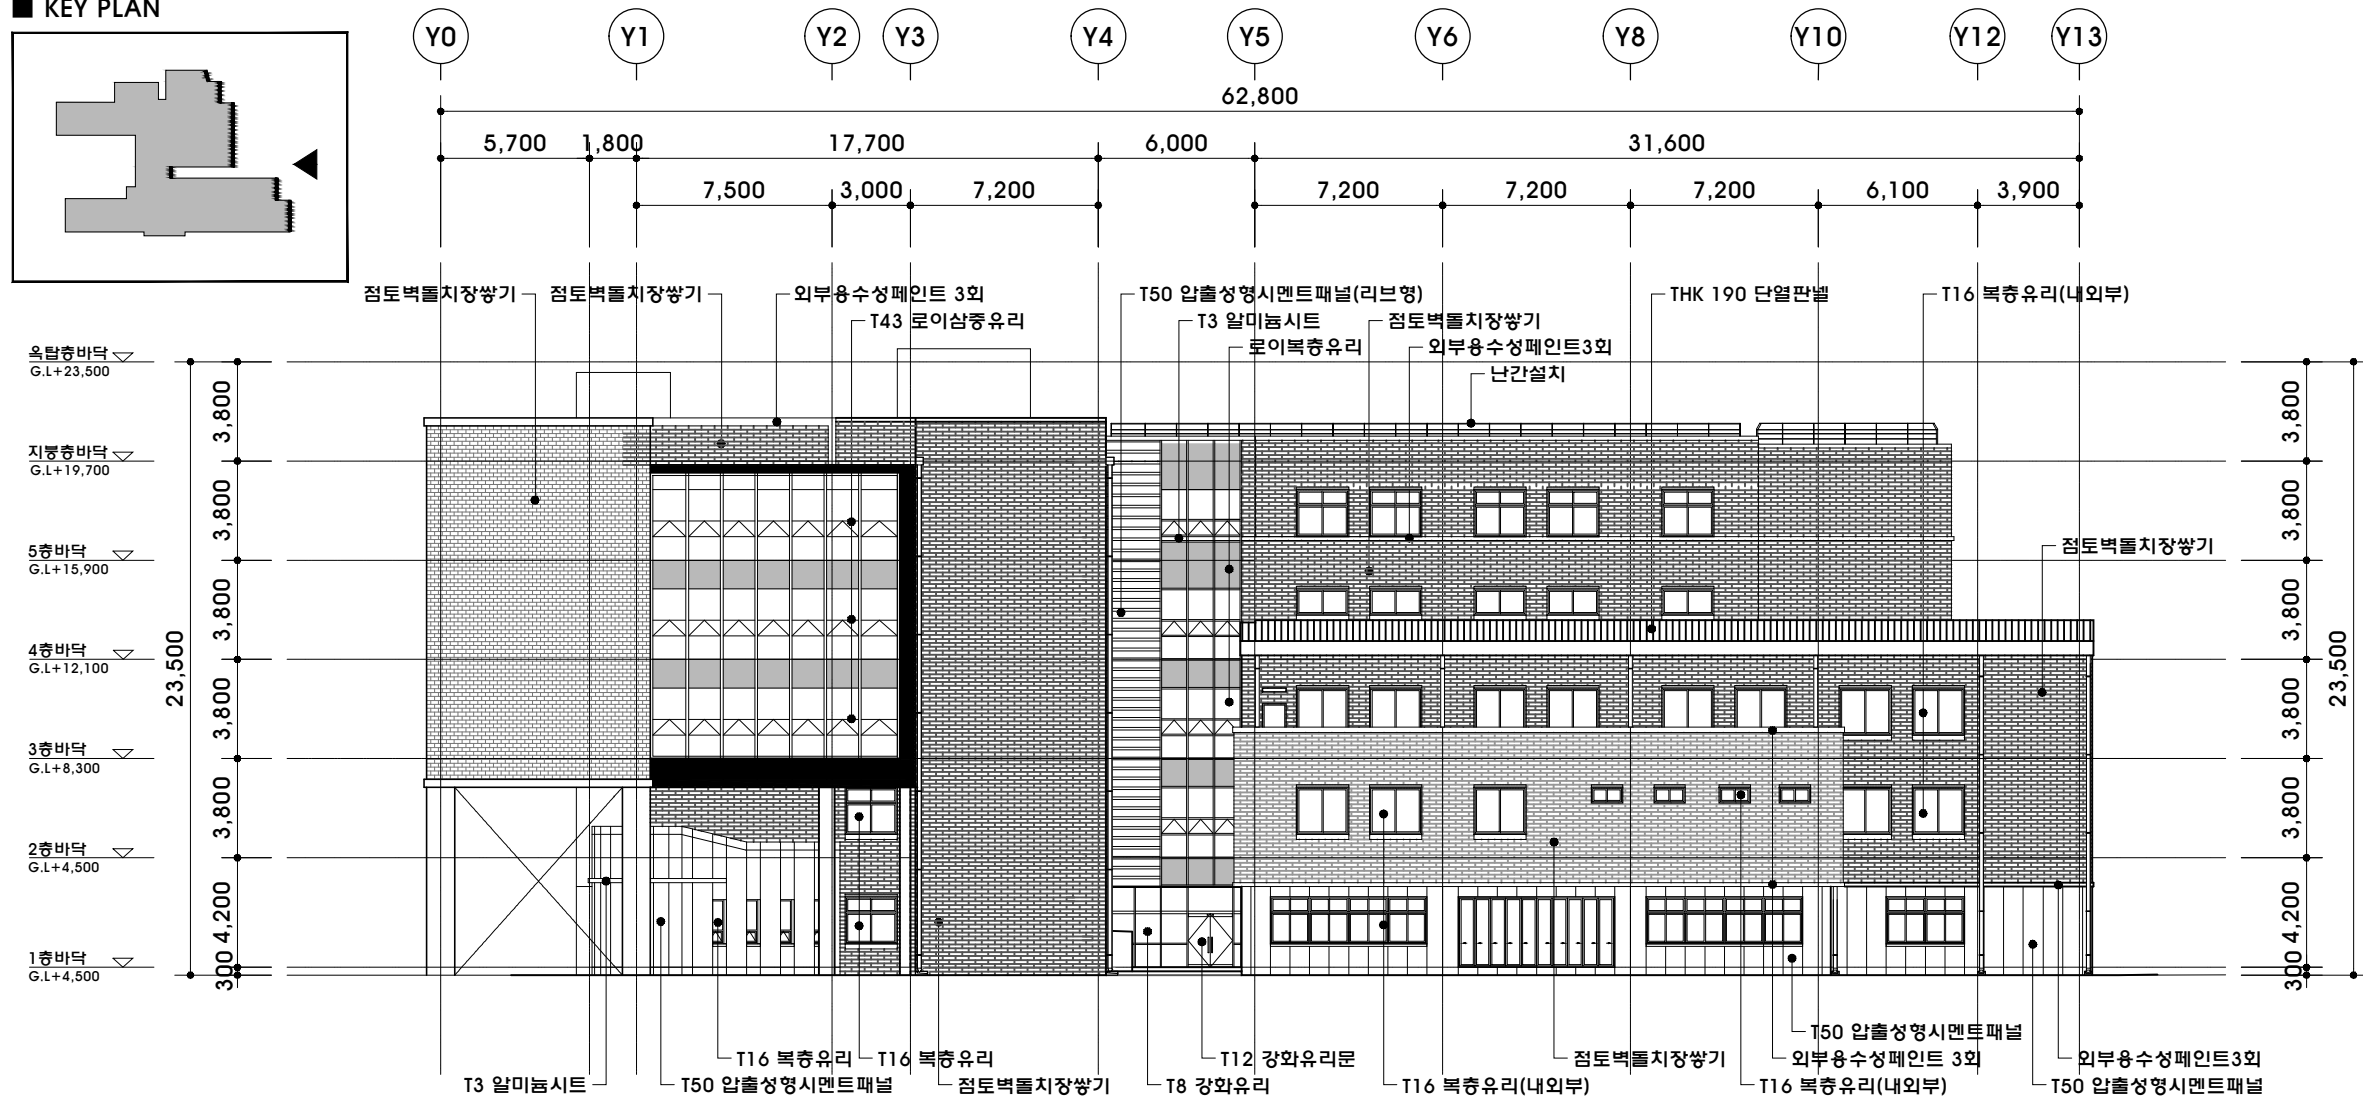 ■ KEY PLAN
Y0 Y1 Y2 Y3 Y4 Y5 Y6 Y8 Y10 Y12 Y13
62,800
5,700 1,800 17,700 6,000 31,600
7,500 3,000 7,200 7,200 7,200 7,200 6,100 3,900
점토벽돌치장쌓기 점토벽돌치장쌓기 외부용수성페인트 3회 T50 압출성형시멘트패널(리브형) THK 190 단열판넬 T16 복층유리(내외부)
T43 로이삼중유리 T3 알미늄시트 점토벽돌치장쌓기
로이복층유리 외부용수성페인트3회
난간설치
옥탑층바닥
G.L+23,500
3,800 3,800
지붕층바닥
G.L+19,700
3,800 3,800
5층바닥
G.L+15,900
점토벽돌치장쌓기
3,800 3,800
4층바닥
G.L+12,100
23,500 23,500
3,800 3,800
3층바닥
G.L+8,300
3,800 3,800
2층바닥
G.L+4,500
4,200 4,200
1층바닥
G.L+4,500
300 300
T50 압출성형시멘트패널
T16 복층유리 T16 복층유리 T12 강화유리문 점토벽돌치장쌓기 외부용수성페인트 3회 외부용수성페인트3회
T3 알미늄시트 T50 압출성형시멘트패널 점토벽돌치장쌓기 T8 강화유리 T16 복층유리(내외부) T16 복층유리(내외부) T50 압출성형시멘트패널